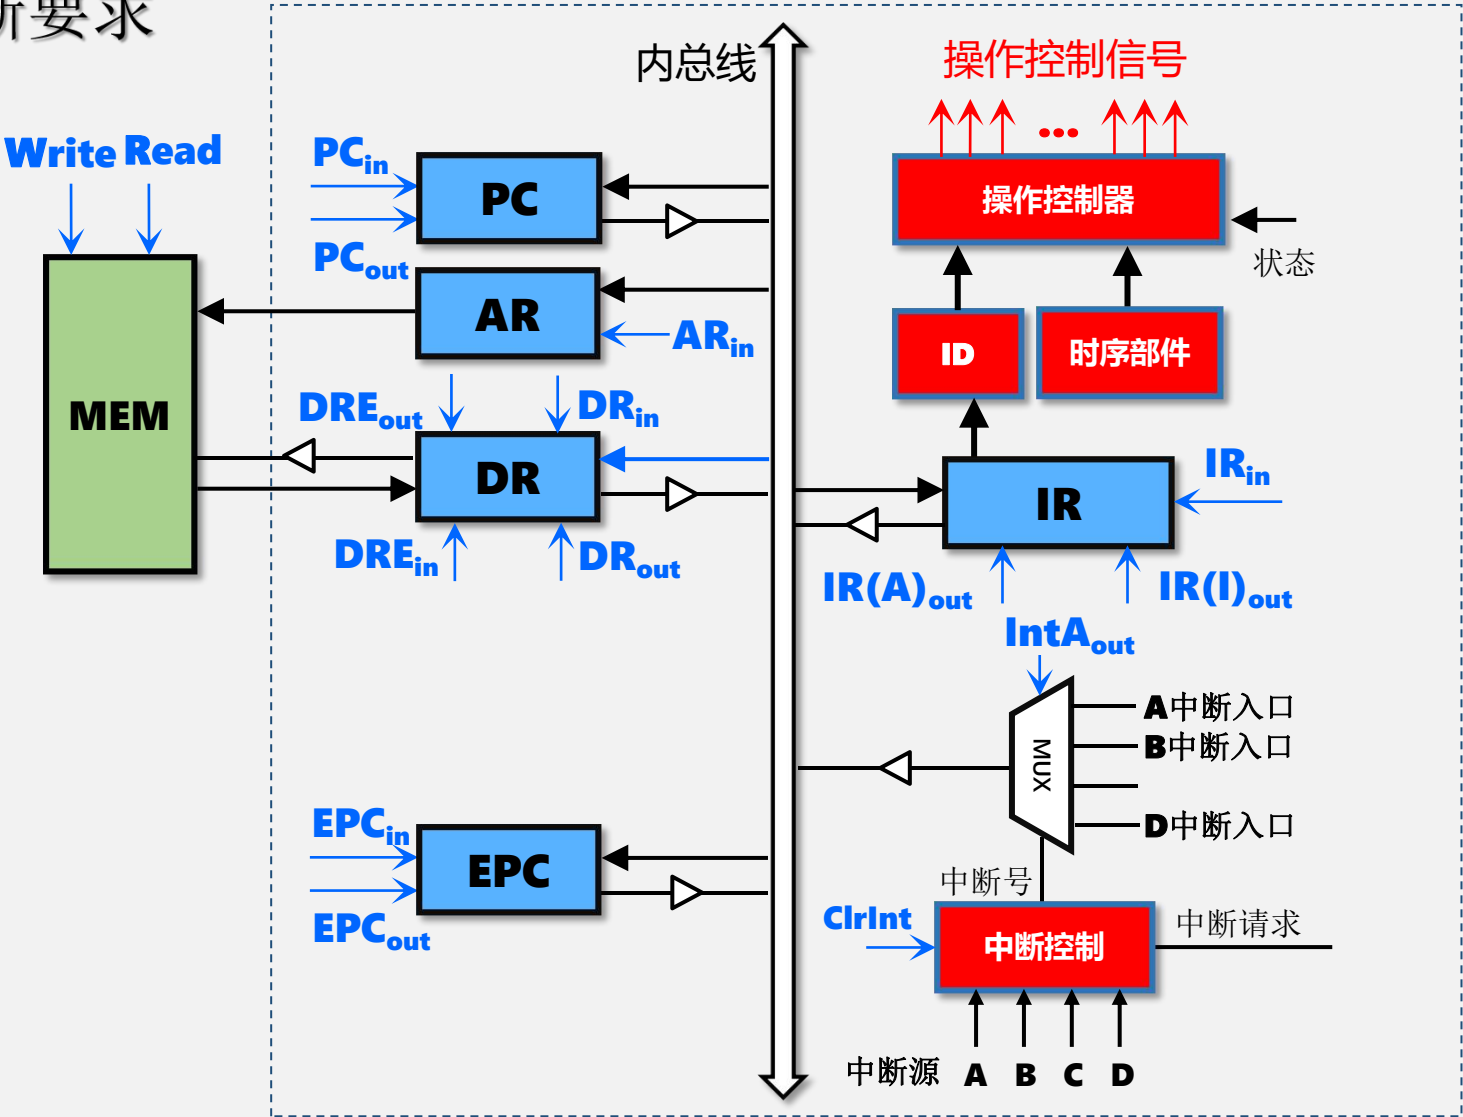 断要求
内总线
操作控制信号
Write Read
PCin
PC
PCout
操作控制器
状态
AR
ARin
ID
时序部件
MEM
DREout
DRin
DR
DREin
DRout
IRin
IR
IR(A)out
IR(I)out
IntAout
MUX
A中断入口
B中断入口
D中断入口
EPCin
EPC
EPCout
中断号
ClrInt
中断控制
中断请求
中断源 A B C D